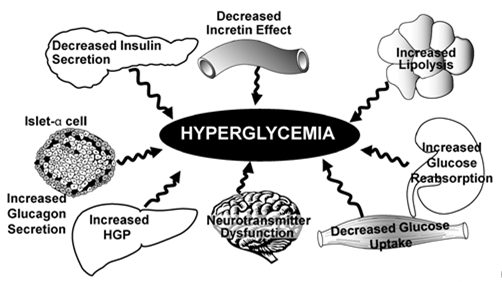 Decreased Insulin
Secretion
Decreased
Incretin Effect
Increased
Lipolysis
Islet-α cell
HYPERGLYCEMIA
Increased
Glucagon
Secretion
Increased
HGP
Neurotransmitter
Dysfunction
Decreased Glucose
Uptake
Increased
Glucose
Reabsorption